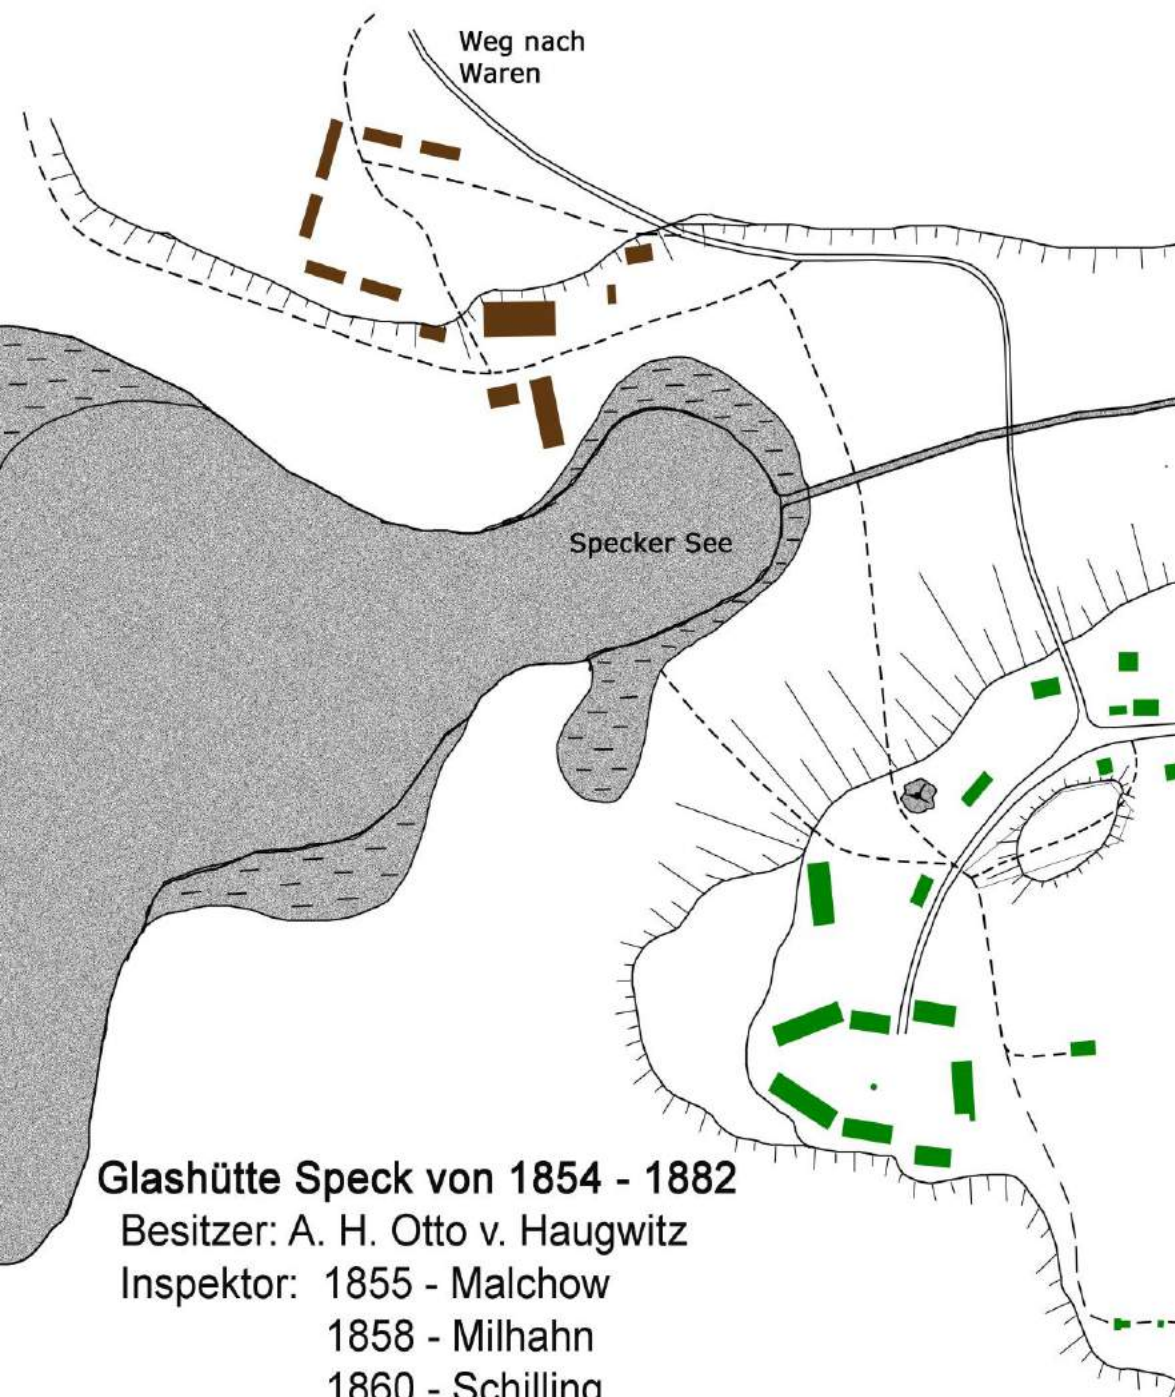 Weg nach
Waren
Specker See
Glashütte Speck von 1854 - 1882
Besitzer: A. H. Otto v. Haugwitz
Inspektor: 1855 - Malchow
1858 - Milhahn
1860 - Schilling